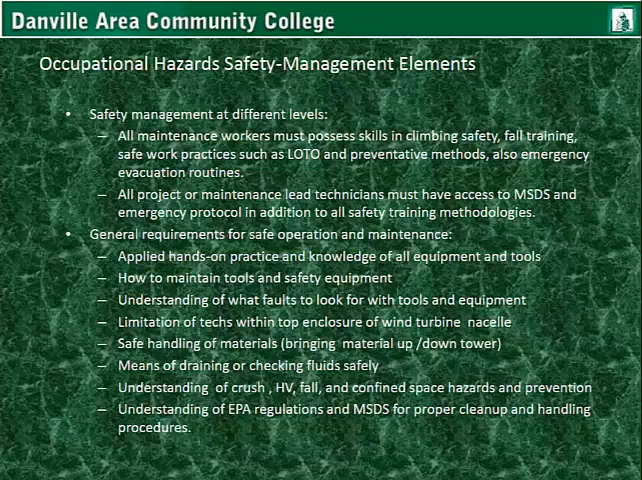 Danville Area Community College
Occupational Hazards Safety-Management Elements
• Safety management at different levels:
– All maintenance workers must possess skills in climbing safety, fall training,
safe work practices such as LOTO and preventative methods, also emergency
evacuation routines.
– All project or maintenance lead technicians must have access to MSDS and
emergency protocol in addition to all safety training methodologies.
• General requirements for safe operation and maintenance:
– Applied hands-on practice and knowledge of all equipment and tools
– How to maintain tools and safety equipment
– Understanding of what faults to look for with tools and equipment
– Limitation of techs within top enclosure of wind turbine nacelle
– Safe handling of materials (bringing material up /down tower)
– Means of draining or checking fluids safely
– Understanding of crush , HV, fall, and confined space hazards and prevention
– Understanding of EPA regulations and MSDS for proper cleanup and handling
procedures.